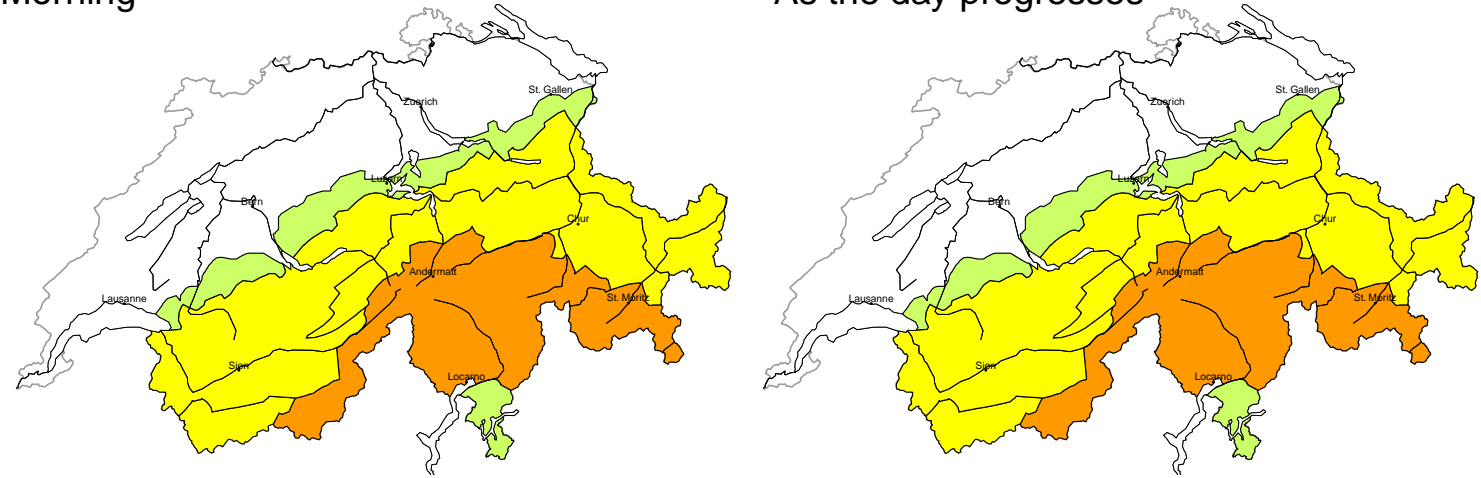 Morning
As the day progresses
St. Gallen
Zuerich
Luzern
Bern
Chur
Andermatt
Lausanne
St. Moritz
Sion
Locarno
St. Gallen
Zuerich
Luzern
Bern
Chur
Andermatt
Lausanne
St. Moritz
Sion
Locarno